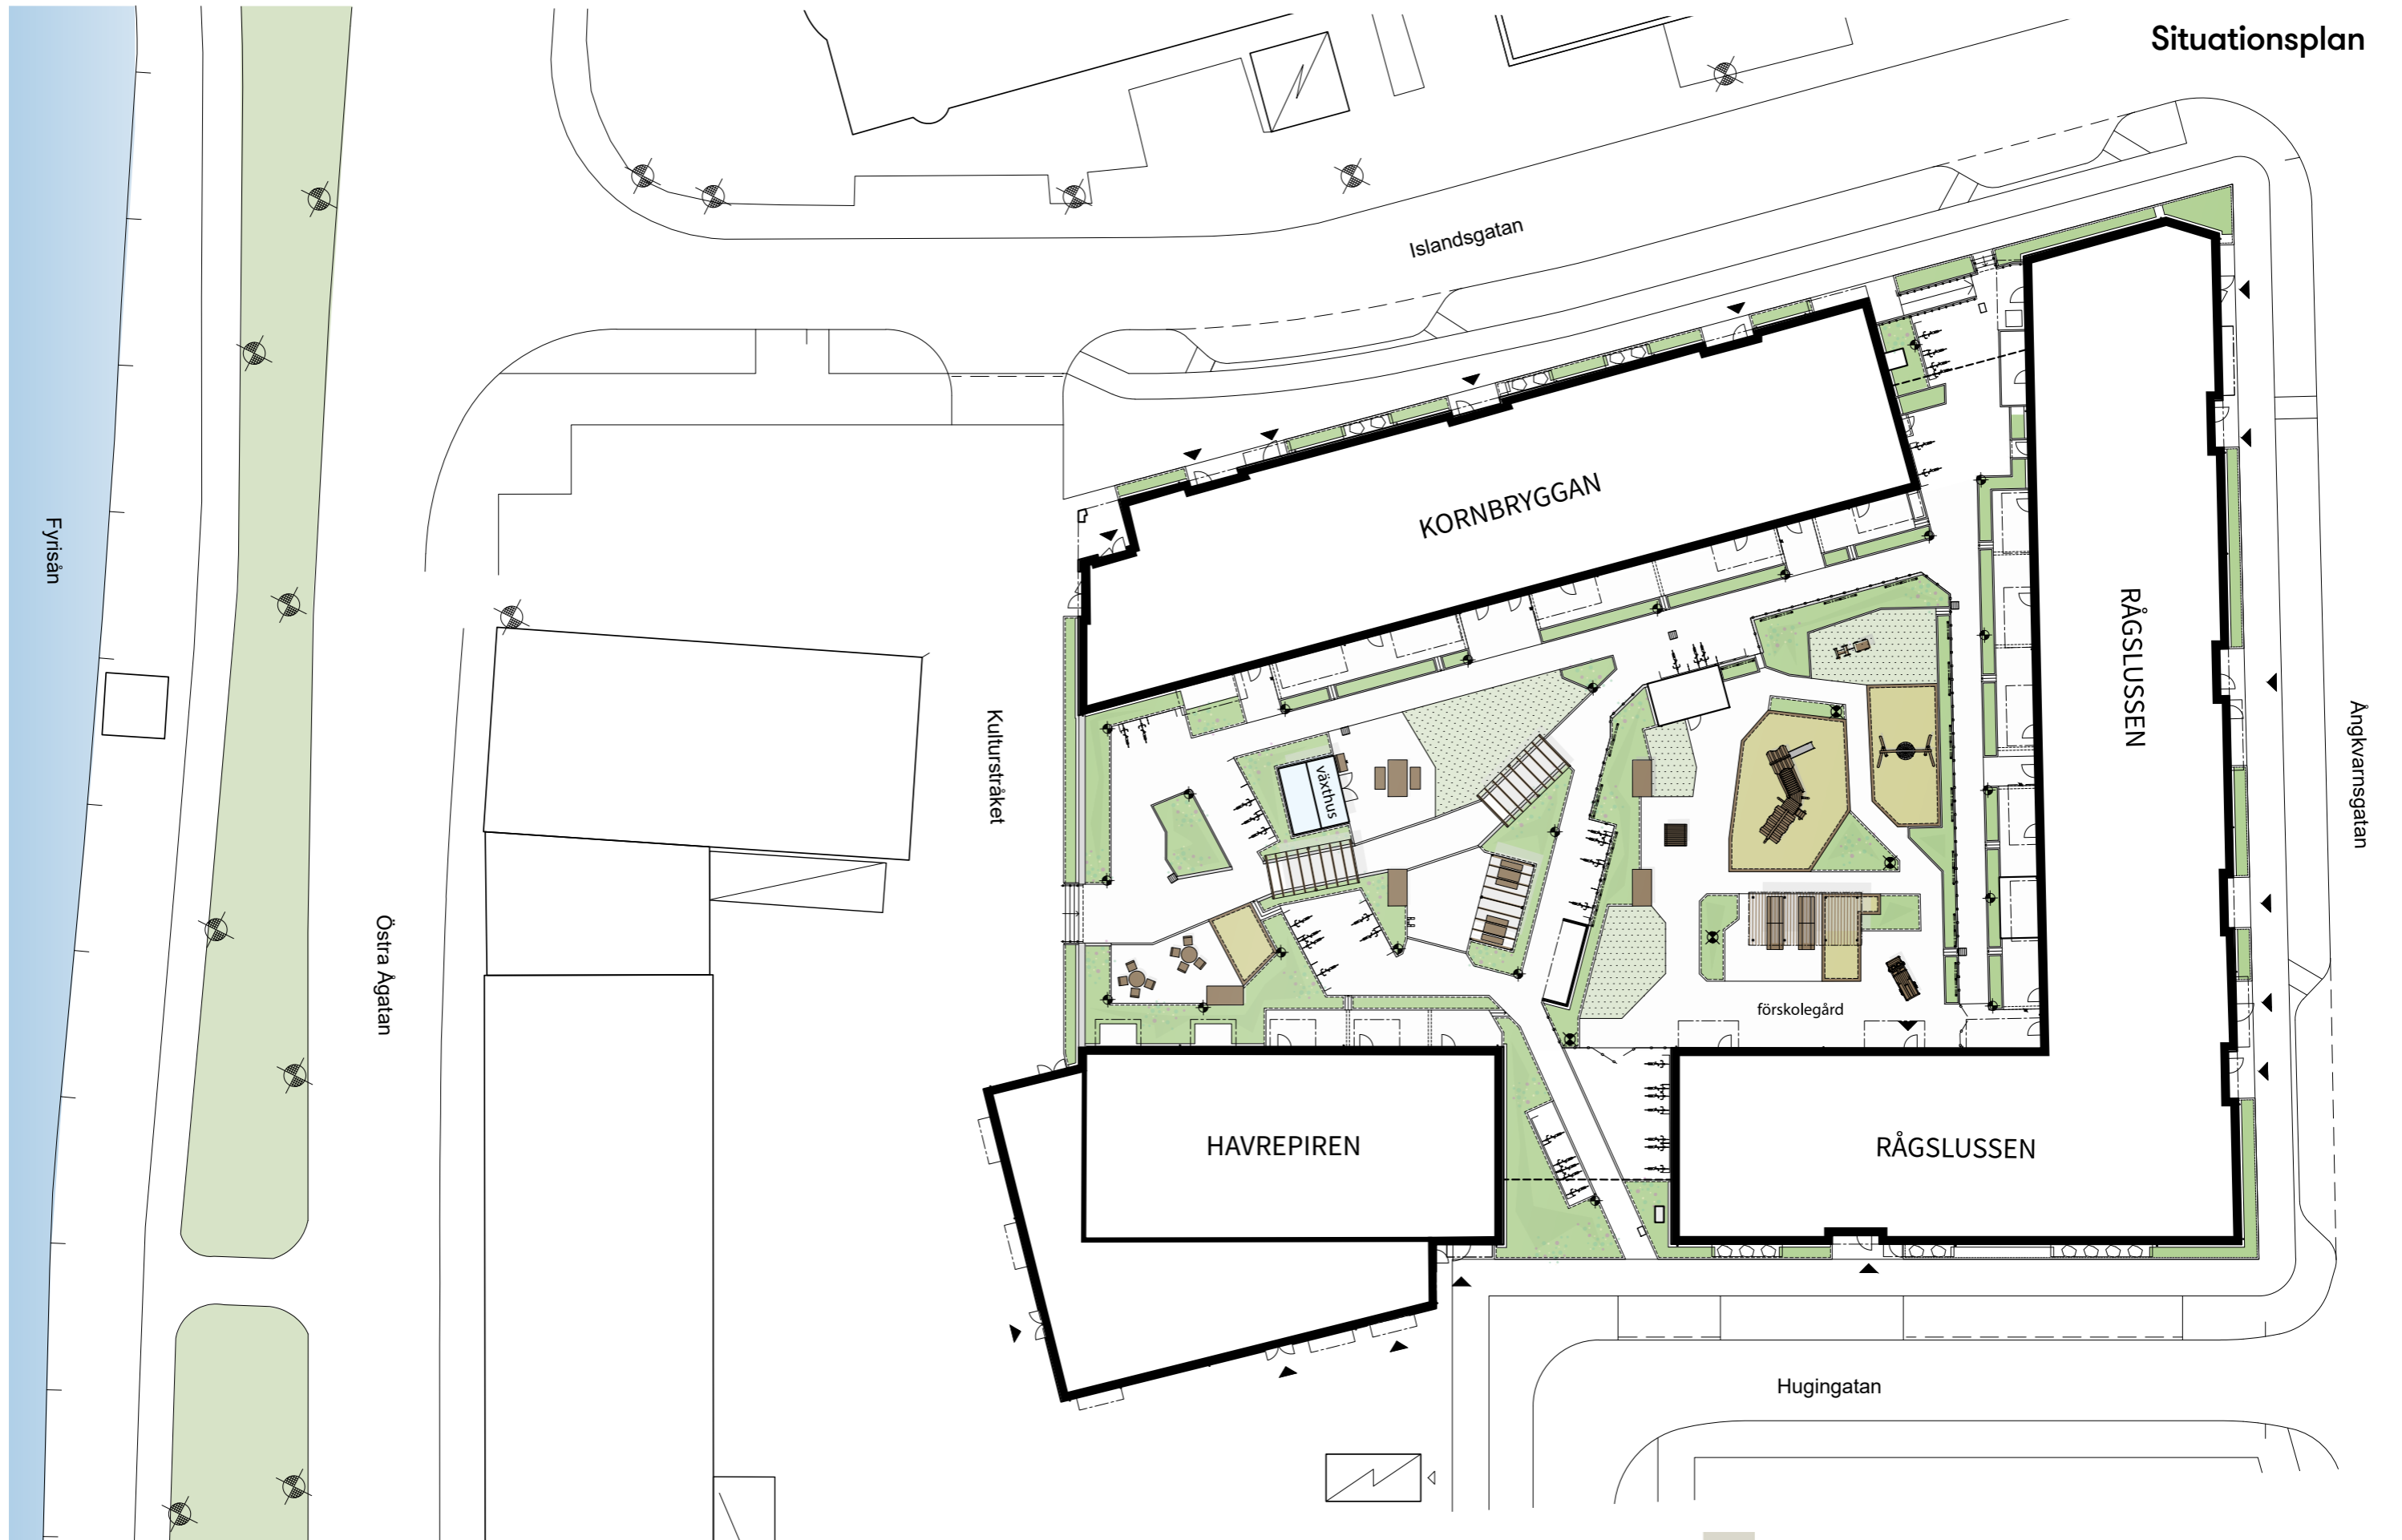 Situationsplan
Islandsgatan
KORNBRYGGAN
RÅGSLUSSEN
Ångkvarnsgatan
Fyrisån
Kulturstråket
växthus
Östra Ågatan
förskolegård
HAVREPIREN
RÅGSLUSSEN
Hugingatan